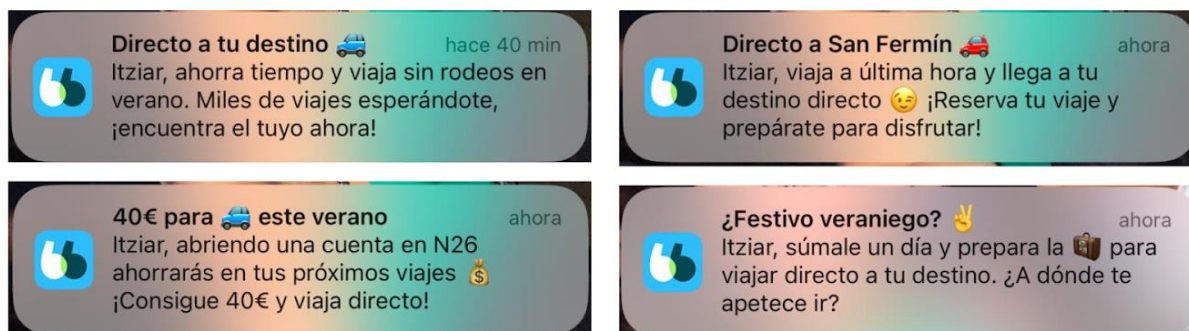 Directo a tu destino 🚙 hace 40 min
Itziar, ahorra tiempo y viaja sin rodeos en
verano. Miles de viajes esperándote,
¡encuentra el tuyo ahora!
Directo a San Fermín 🚗 ahora
Itziar, viaja a última hora y llega a tu
destino directo 😉 ¡Reserva tu viaje y
prepárate para disfrutar!
40€ para 🚙 este verano ahora
Itziar, abriendo una cuenta en N26
ahorrarás en tus próximos viajes 💰
¡Consigue 40€ y viaja directo!
¿Festivo veraniego? ✌️ ahora
Itziar, súmale un día y prepara la 🧳 para
viajar directo a tu destino. ¿A dónde te
apetece ir?